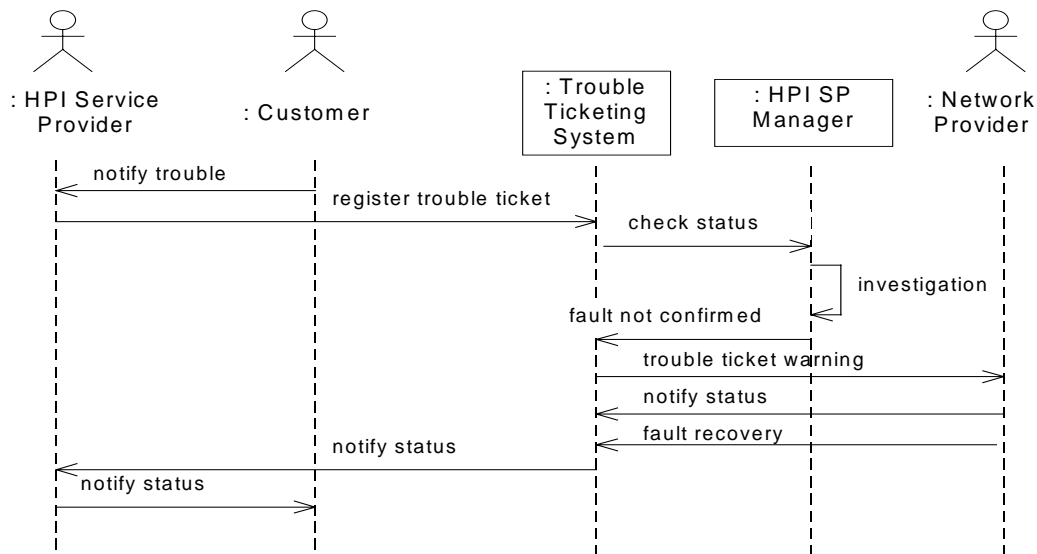 : HPI Service
Provider
: Customer
: Trouble
Ticketing
System
: HPI SP
Manager
: Network
Provider
notify trouble
register trouble ticket
check status
investigation
fault not confirmed
trouble ticket warning
notify status
fault recovery
notify status
notify status